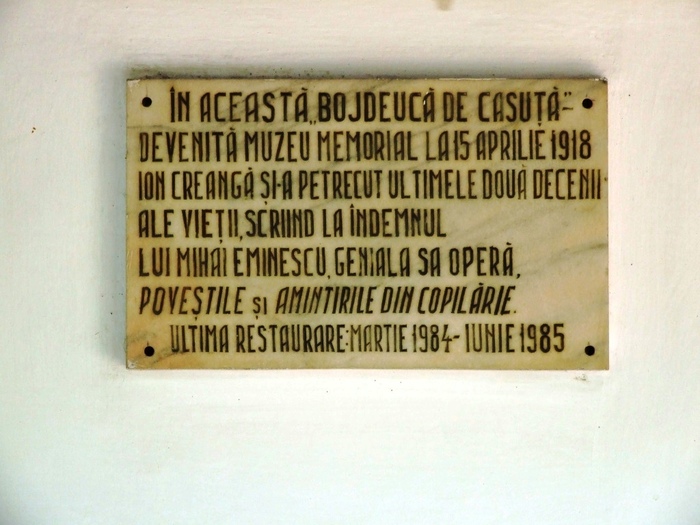 ÎN ACEASTĂ „BOJDEUCĂ DE CASUȚĂ”-
DEVENITĂ MUZEU MEMORIAL LA 15 APRILIE 1918
ION CREANGĂ ȘI-A PETRECUT ULTIMELE DOUĂ DECENII
ALE VIEȚII, SCRIIND LA ÎNDEMNUL
LUI MIHAI EMINESCU, GENIALA SA OPERĂ,
POVEȘTILE și AMINTIRILE DIN COPILĂRIE.
ULTIMA RESTAURARE: MARTIE 1984- IUNIE 1985